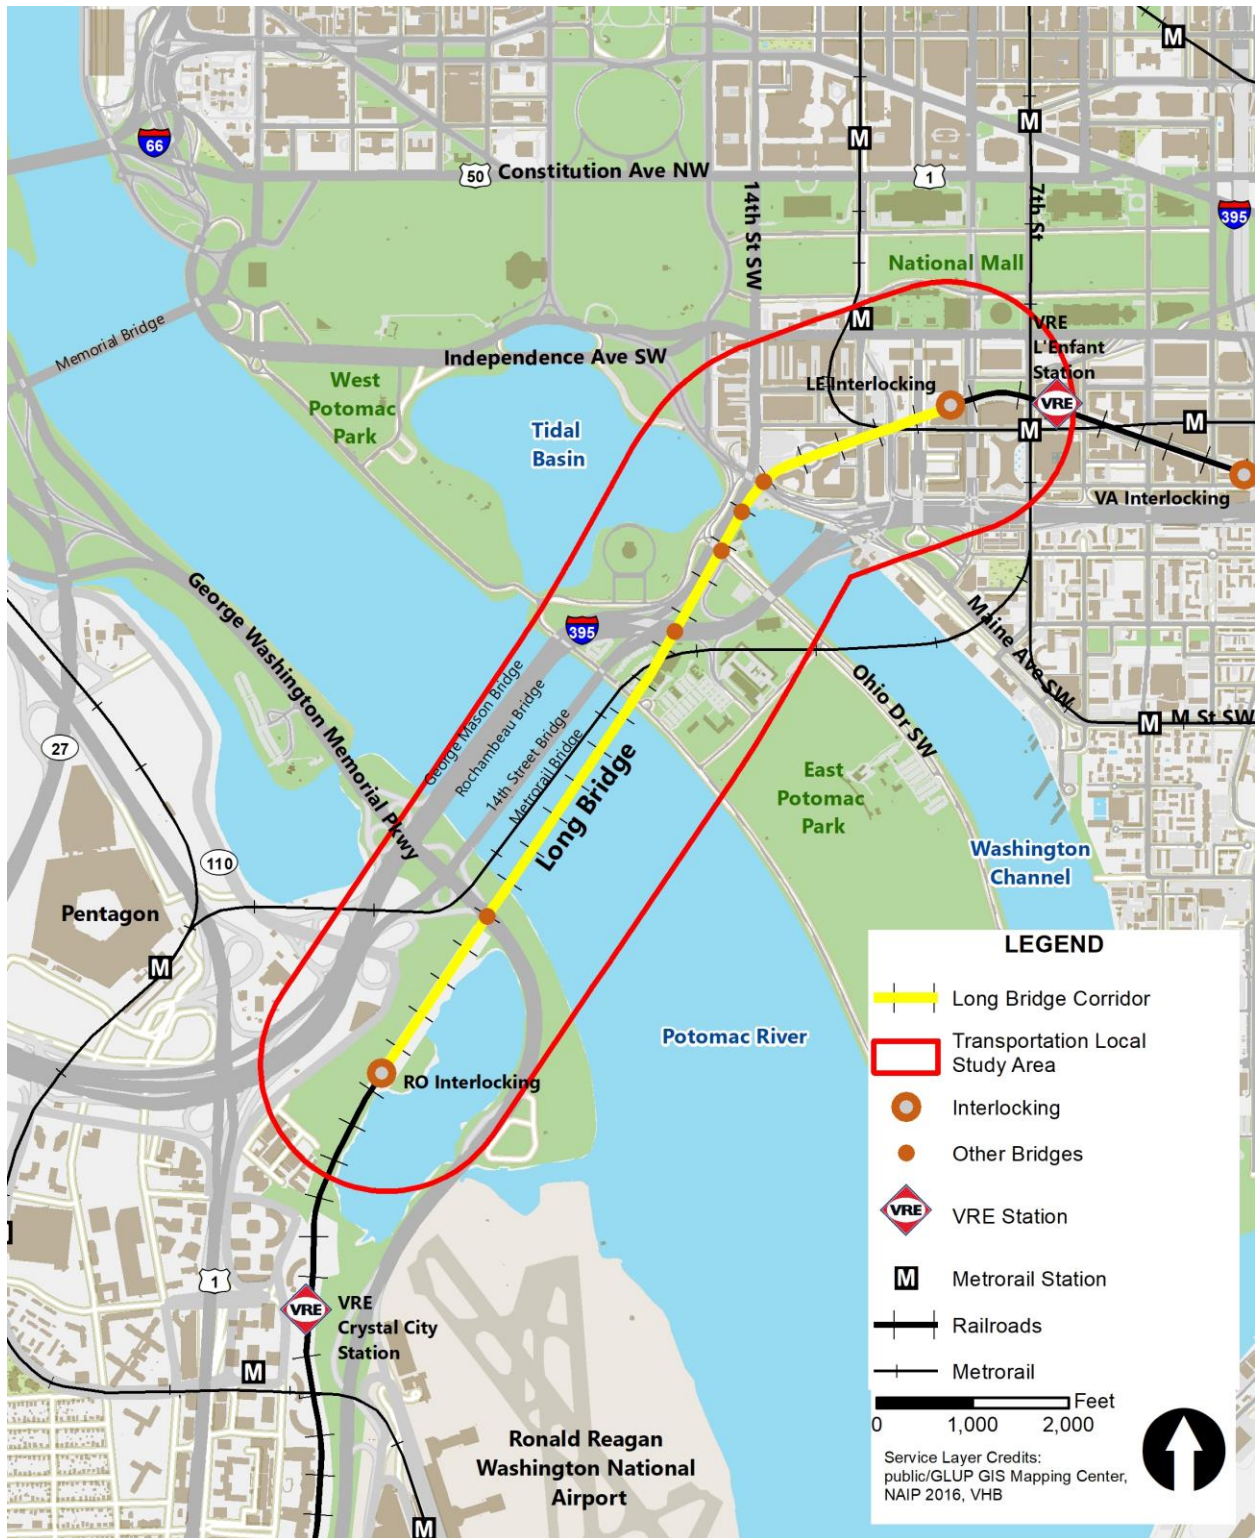 M
66
M
M
50
Constitution Ave NW
1
14th St SW
7th St
395
National Mall
Memorial Bridge
M
VRE
L'Enfant
Station
Independence Ave SW
LE Interlocking
West
Potomac
Park
VRE
Tidal
Basin
M
M
VA Interlocking
George Washington Memorial Pkwy
395
Maine Ave SW
Ohio Dr SW
George Mason Bridge
Rochambeau Bridge
14th Street Bridge
Metrorail Bridge
Long Bridge
M
M St SW
27
East
Potomac
Park
110
Washington
Channel
Pentagon
M
Potomac River
RO Interlocking
1
VRE
VRE
Crystal City
Station
M
Ronald Reagan
Washington National
Airport
M
LEGEND
Long Bridge Corridor
Transportation Local
Study Area
Interlocking
Other Bridges
VRE
VRE Station
M
Metrorail Station
Railroads
Metrorail
Feet
0 1,000 2,000
Service Layer Credits:
public/GLUP GIS Mapping Center,
NAIP 2016, VHB